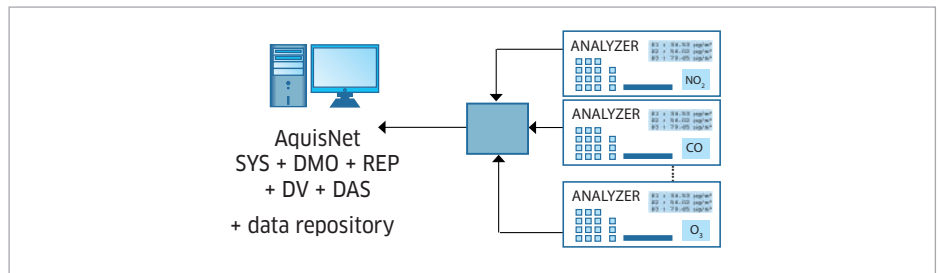 AquisNet
SYS + DMO + REP
+ DV + DAS
+ data repository
ANALYZER
NO₂
ANALYZER
CO
ANALYZER
O₃